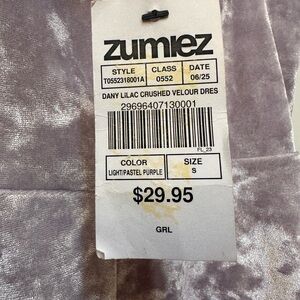 zumiez
STYLE CLASS DATE
T0552318001A 0552 06/25
DANY LILAC CRUSHED VELOUR DRES
29696407130001
FL_23
COLOR SIZE
LIGHT/PASTEL PURPLE S
$29.95
GRL